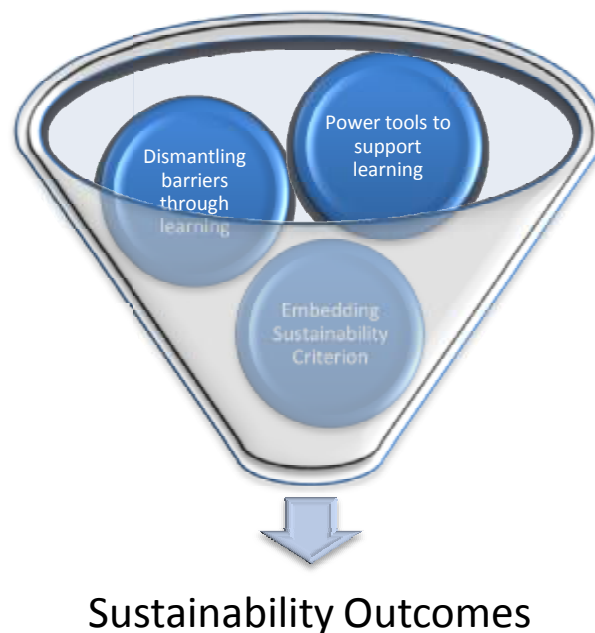 Dismantling
barriers
through
learning
Power tools to
support
learning
Embedding
Sustainability
Criterion
Sustainability Outcomes